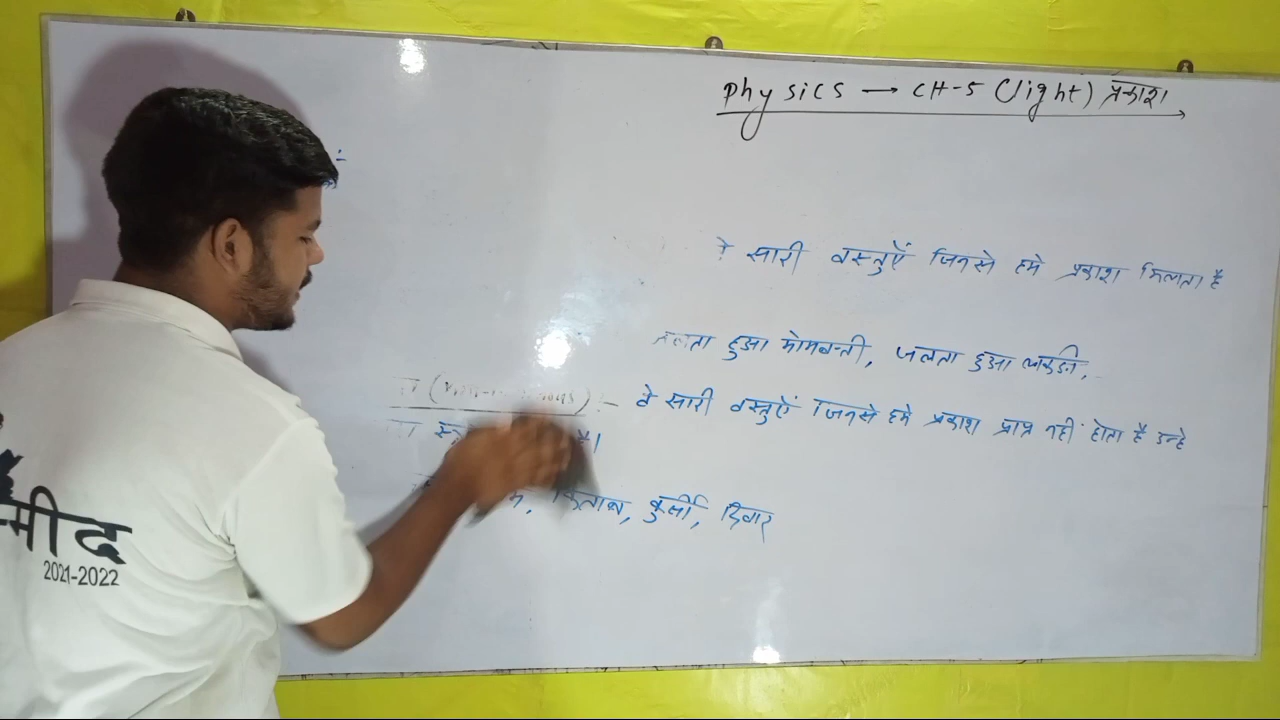 Physics → CH-5 (light) प्रकाश
:-
वे सारी वस्तुएँ जिनसे हमे प्रकाश मिलता है
जलता हुआ मोमबत्ती, जलता हुआ लकड़ी,
:- वे सारी वस्तुएँ जिनसे हमे प्रकाश प्राप्त नहीं होता है उन्हे
है।
किताब, कुर्सी, दिवार
मीद
2021-2022